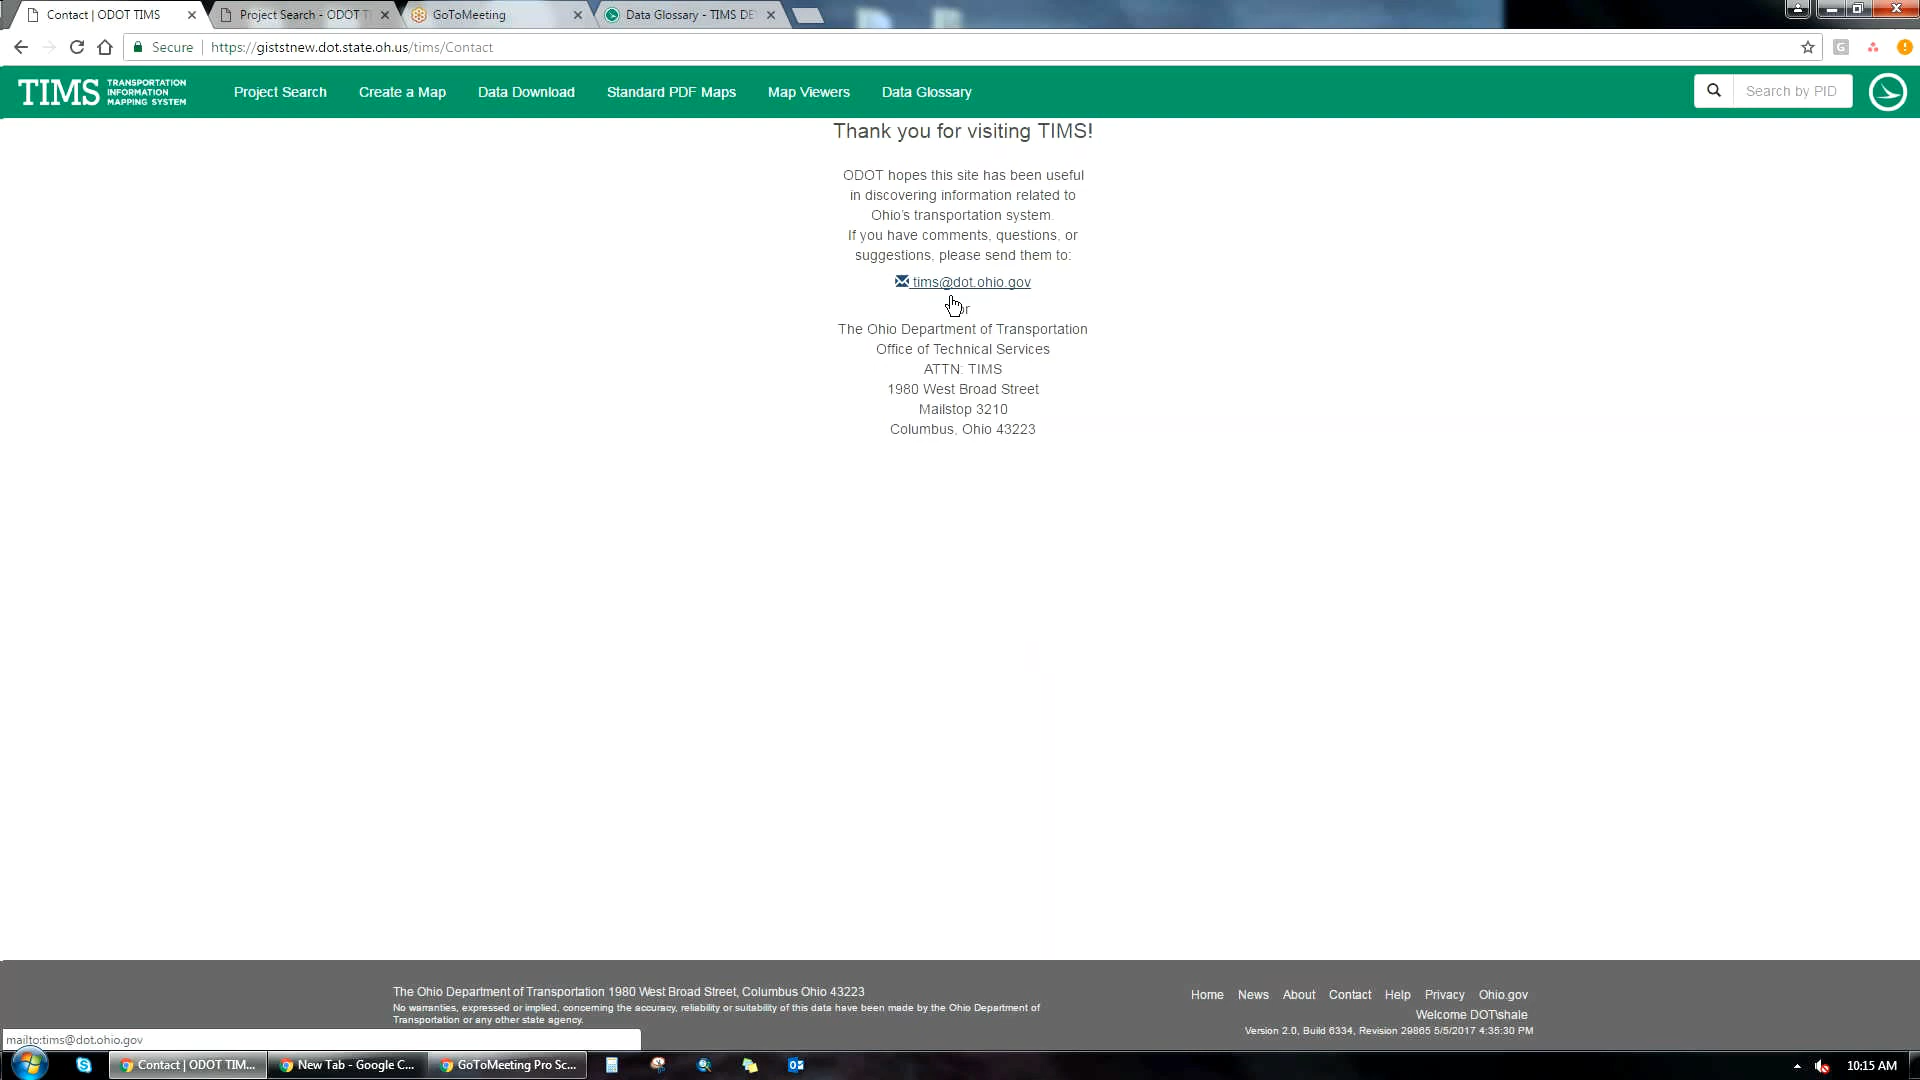 Contact | ODOT TIMS
Project Search - ODOT T
GoToMeeting
Data Glossary - TIMS DE
Secure
https://giststnew.dot.state.oh.us/tims/Contact
TIMS TRANSPORTATION INFORMATION MAPPING SYSTEM
Project Search
Create a Map
Data Download
Standard PDF Maps
Map Viewers
Data Glossary
Search by PID
Thank you for visiting TIMS!
ODOT hopes this site has been useful
in discovering information related to
Ohio's transportation system.
If you have comments, questions, or
suggestions, please send them to:
tims@dot.ohio.gov
or
The Ohio Department of Transportation
Office of Technical Services
ATTN: TIMS
1980 West Broad Street
Mailstop 3210
Columbus, Ohio 43223
The Ohio Department of Transportation 1980 West Broad Street, Columbus Ohio 43223
No warranties, expressed or implied, concerning the accuracy, reliability or suitability of this data have been made by the Ohio Department of
Transportation or any other state agency.
Home News About Contact Help Privacy Ohio.gov
Welcome DOT\shale
Version 2.0, Build 6334, Revision 29865 5/5/2017 4:35:30 PM
mailto:tims@dot.ohio.gov
Contact | ODOT TIM...
New Tab - Google C...
GoToMeeting Pro Sc...
10:15 AM